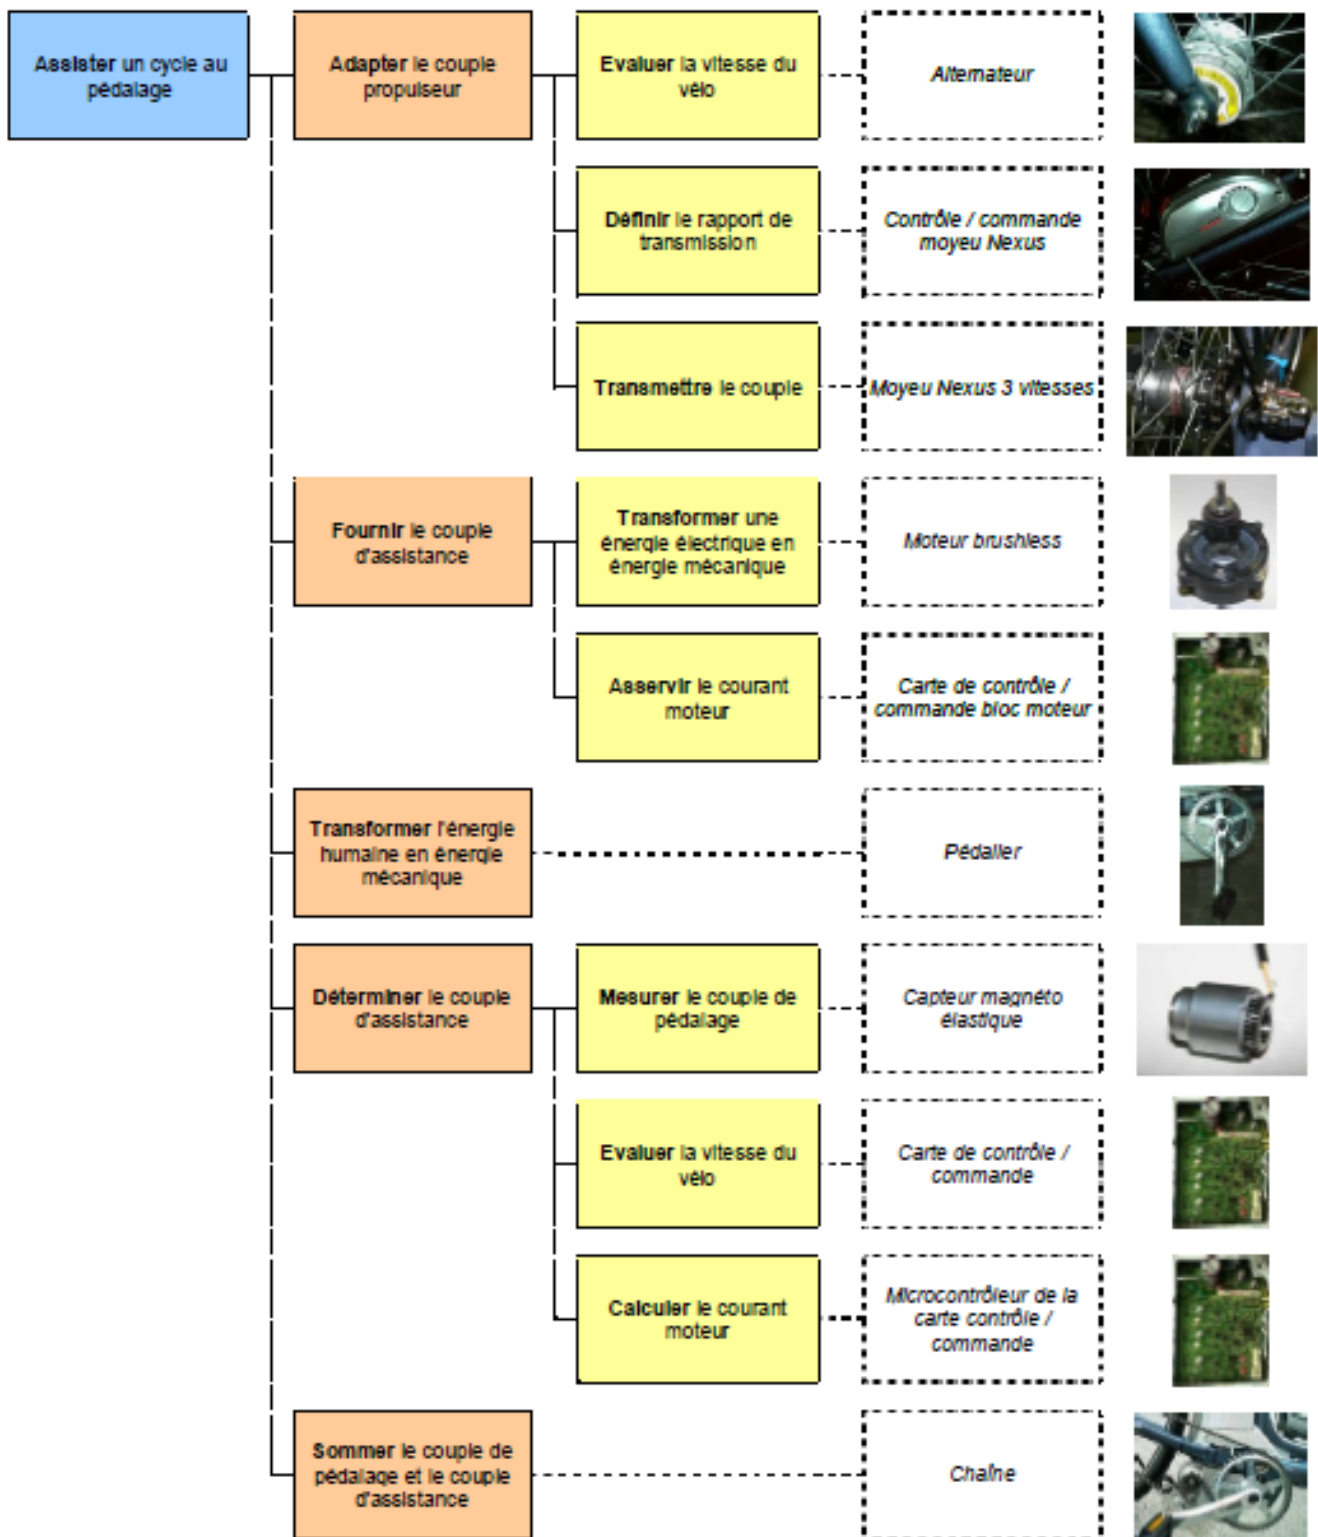 Assister un cycle au
pédalage
Adapter le couple
propulseur
Evaluer la vitesse du
vélo
Alternateur
Définir le rapport de
transmission
Contrôle / commande
moyeu Nexus
Transmettre le couple
Moyeu Nexus 3 vitesses
Fournir le couple
d'assistance
Transformer une
énergie électrique en
énergie mécanique
Moteur brushless
Asservir le courant
moteur
Carte de contrôle /
commande bloc moteur
Transformer l'énergie
humaine en énergie
mécanique
Pédalier
Déterminer le couple
d'assistance
Mesurer le couple de
pédalage
Capteur magnéto
élastique
Evaluer la vitesse du
vélo
Carte de contrôle /
commande
Calculer le courant
moteur
Microcontrôleur de la
carte contrôle /
commande
Sommer le couple de
pédalage et le couple
d'assistance
Chaîne